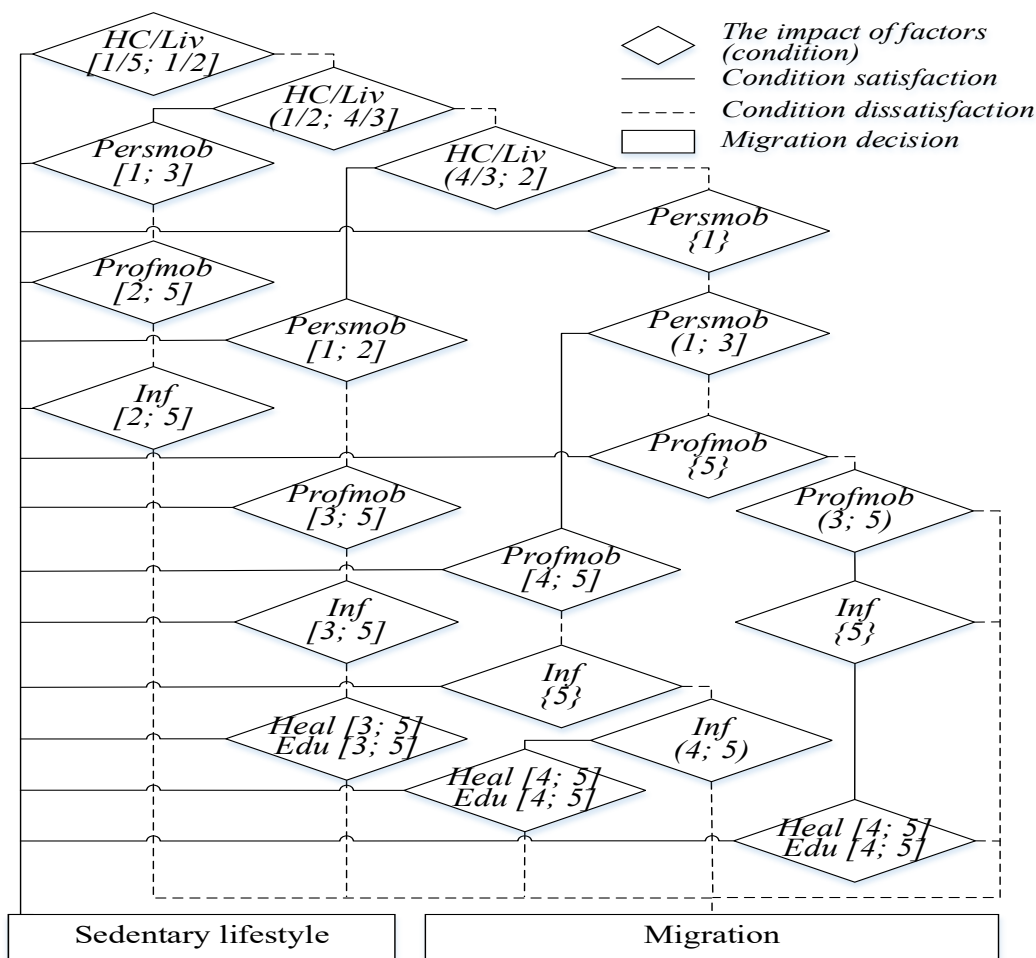 HC/Liv
[1/5; 1/2]
The impact of factors
(condition)
Condition satisfaction
Condition dissatisfaction
Migration decision
HC/Liv
(1/2; 4/3]
Persmob
[1; 3]
HC/Liv
(4/3; 2]
Persmob
{1}
Profmob
[2; 5]
Persmob
[1; 2]
Persmob
(1; 3]
Inf
[2; 5]
Profmob
{5}
Profmob
[3; 5]
Profmob
(3; 5)
Profmob
[4; 5]
Inf
[3; 5]
Inf
{5}
Inf
{5}
Heal [3; 5]
Edu [3; 5]
Inf
(4; 5)
Heal [4; 5]
Edu [4; 5]
Heal [4; 5]
Edu [4; 5]
Sedentary lifestyle
Migration